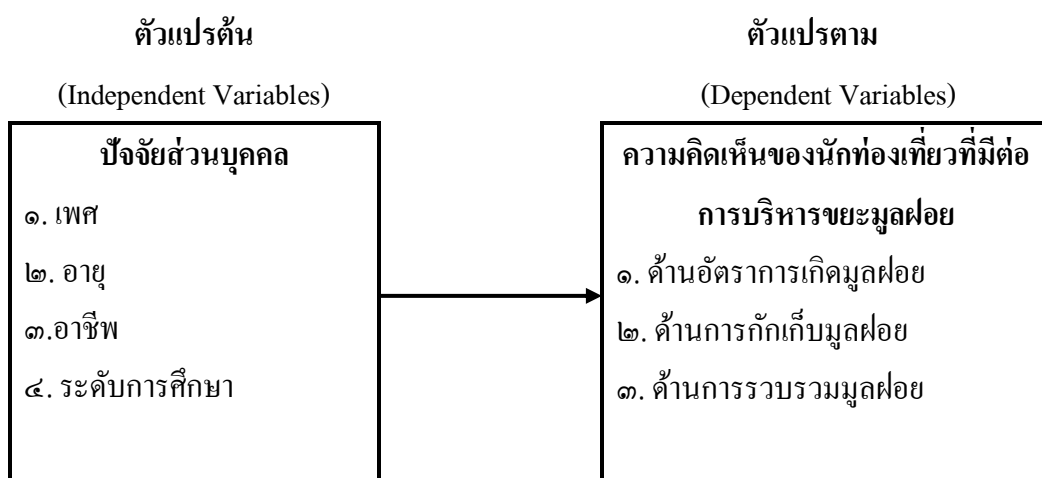 ตัวแปรต้น
(Independent Variables)
ปัจจัยส่วนบุคคล
๑. เพศ
๒. อายุ
๓.อาชีพ
๔. ระดับการศึกษา
ตัวแปรตาม
(Dependent Variables)
ความคิดเห็นของนักท่องเที่ยวที่มีต่อ
การบริหารขยะมูลฝอย
๑. ด้านอัตราการเกิดมูลฝอย
๒. ด้านการกักเก็บมูลฝอย
๓. ด้านการรวบรวมมูลฝอย